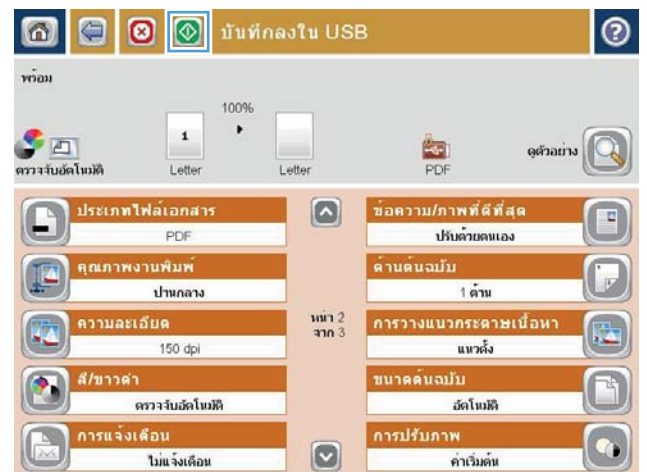 บันทึกลงใน USB
?
พร้อม
100%
1
ตรวจจับอัตโนมัติ
Letter
Letter
PDF
ดูตัวอย่าง
ประเภทไฟล์เอกสาร
PDF
ข้อความ/ภาพที่ดีที่สุด
ปรับด้วยตนเอง
คุณภาพงานพิมพ์
ปานกลาง
ด้านต้นฉบับ
1 ด้าน
ความละเอียด
150 dpi
หน้า 2
จาก 3
การวางแนวกระดาษเนื้อหา
แนวตั้ง
สี/ขาวดำ
ตรวจจับอัตโนมัติ
ขนาดต้นฉบับ
อัตโนมัติ
การแจ้งเตือน
ไม่แจ้งเตือน
การปรับภาพ
ค่าเริ่มต้น